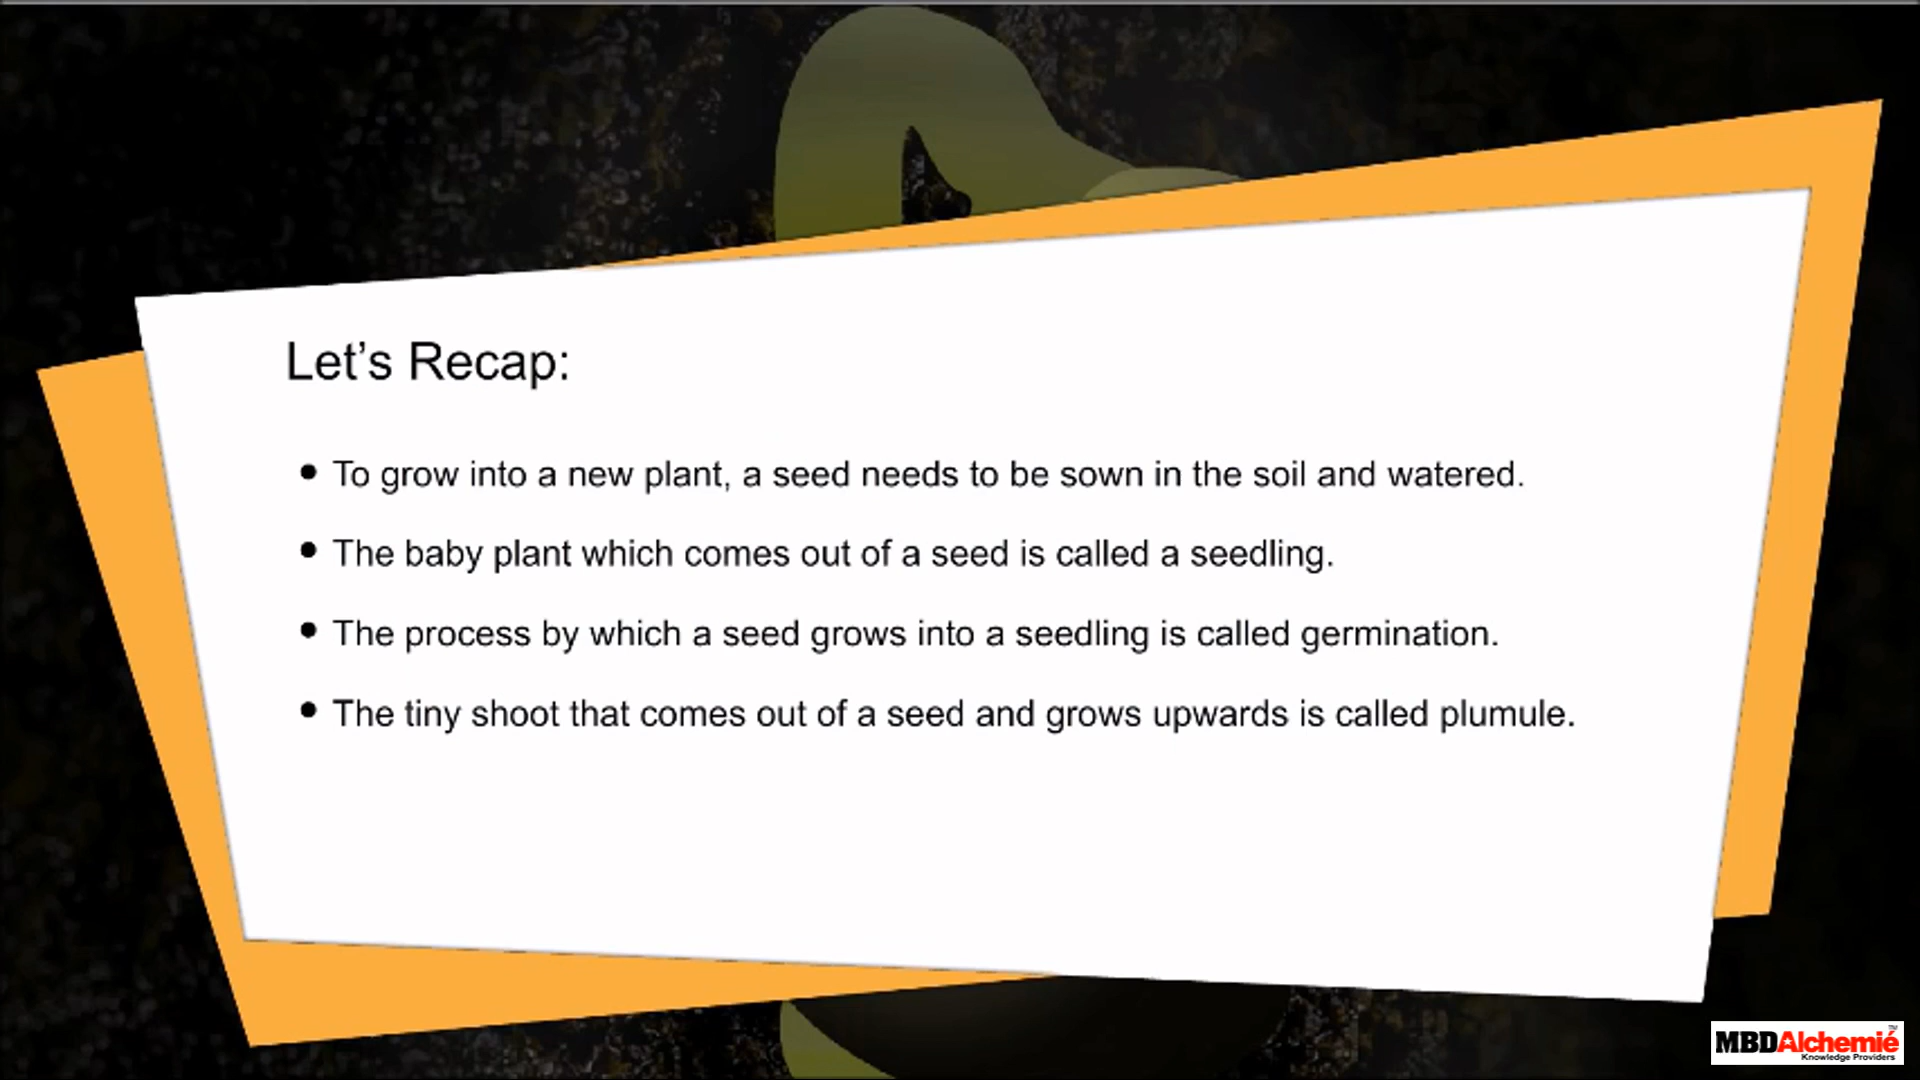 Let’s Recap:
• To grow into a new plant, a seed needs to be sown in the soil and watered.
• The baby plant which comes out of a seed is called a seedling.
• The process by which a seed grows into a seedling is called germination.
• The tiny shoot that comes out of a seed and grows upwards is called plumule.
MBDAlchemié™
Knowledge Providers